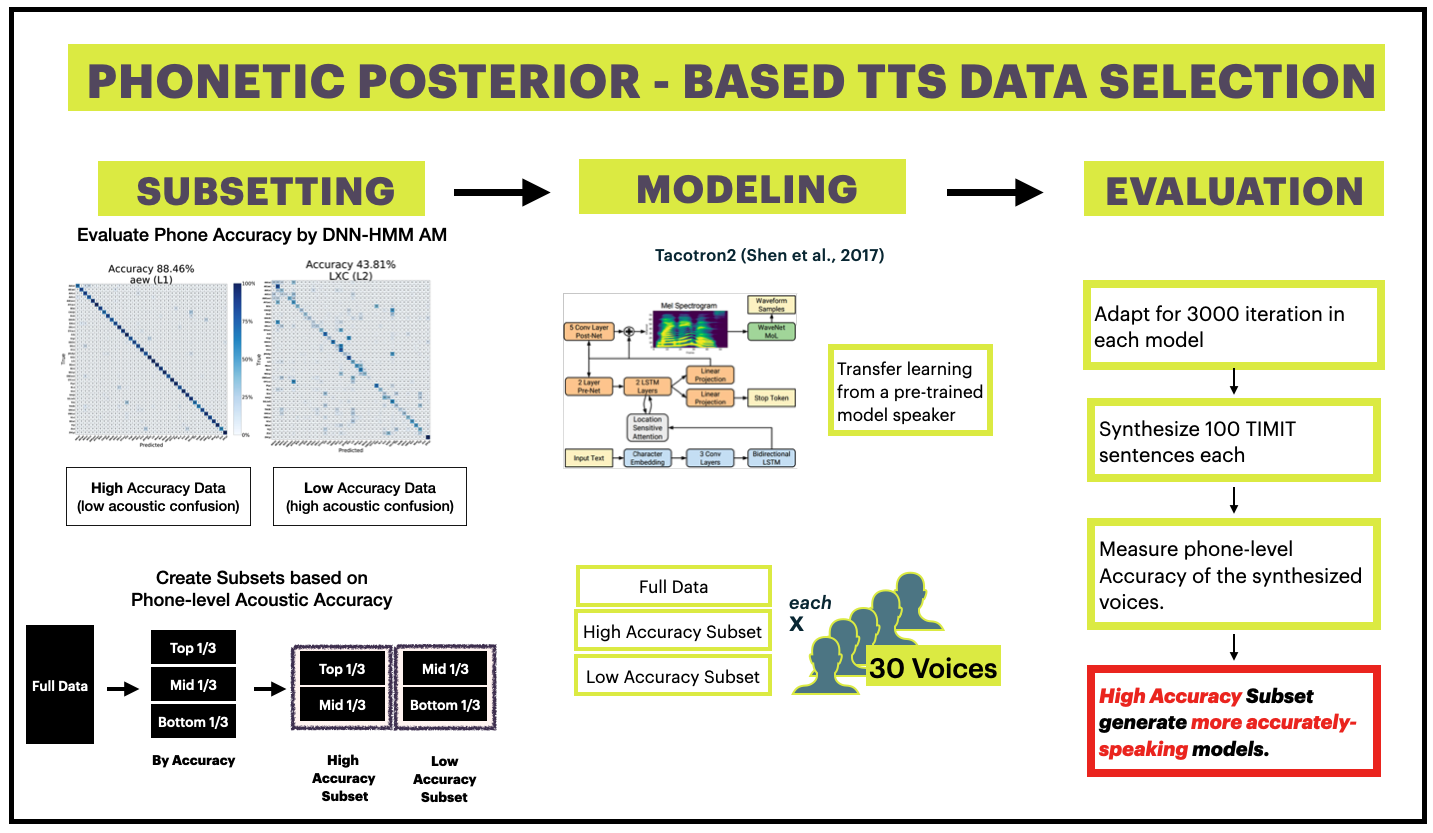 PHONETIC POSTERIOR - BASED TTS DATA SELECTION
SUBSETTING
Evaluate Phone Accuracy by DNN-HMM AM
Accuracy 88.46%
aew (L1)
True
Predicted
100%
75%
50%
25%
0%
Accuracy 43.81%
LXC (L2)
True
Predicted
High Accuracy Data
(low acoustic confusion)
Low Accuracy Data
(high acoustic confusion)
Create Subsets based on
Phone-level Acoustic Accuracy
Full Data
Top 1/3
Mid 1/3
Bottom 1/3
By Accuracy
Top 1/3
Mid 1/3
High
Accuracy
Subset
Mid 1/3
Bottom 1/3
Low
Accuracy
Subset
MODELING
Tacotron2 (Shen et al., 2017)
Mel Spectrogram
Waveform
Samples
5 Conv Layer
Post-Net
WaveNet
MoL
2 Layer
Pre-Net
2 LSTM
Layers
Linear
Projection
Linear
Projection
Stop Token
Location
Sensitive
Attention
Input Text
Character
Embedding
3 Conv
Layers
Bidirectional
LSTM
Transfer learning
from a pre-trained
model speaker
Full Data
High Accuracy Subset
Low Accuracy Subset
each
X
30 Voices
EVALUATION
Adapt for 3000 iteration in
each model
Synthesize 100 TIMIT
sentences each
Measure phone-level
Accuracy of the synthesized
voices.
High Accuracy Subset
generate more accurately-
speaking models.